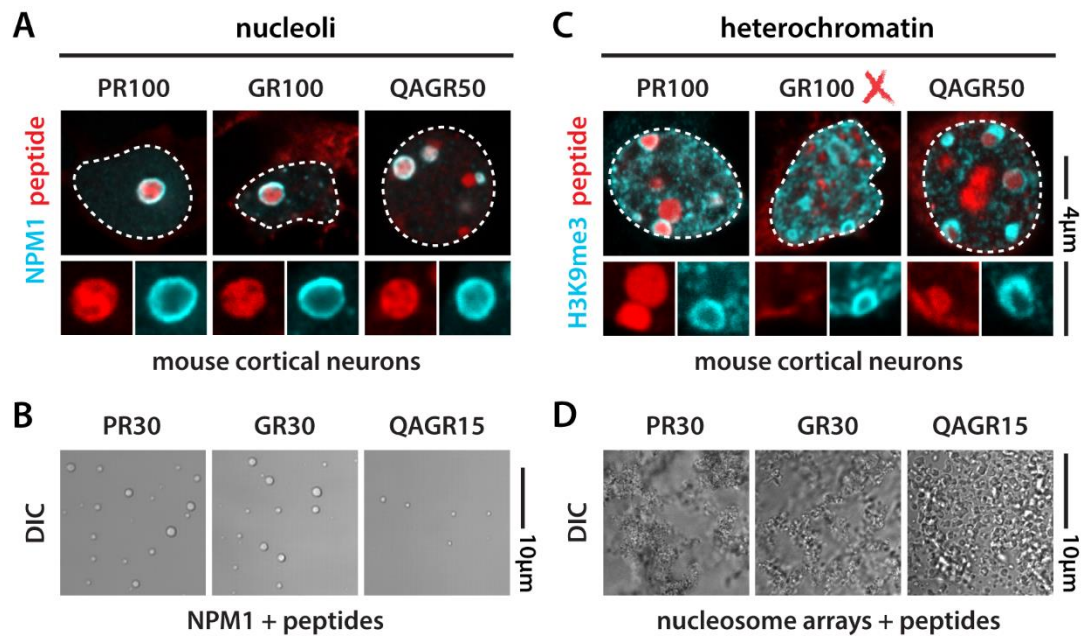 A
nucleoli
PR100 GR100 QAGR50
NPM1 peptide
mouse cortical neurons
B
PR30 GR30 QAGR15
DIC
10µm
NPM1 + peptides
C
heterochromatin
PR100 GR100 X QAGR50
H3K9me3 peptide
4µm
mouse cortical neurons
D
PR30 GR30 QAGR15
DIC
10µm
nucleosome arrays + peptides